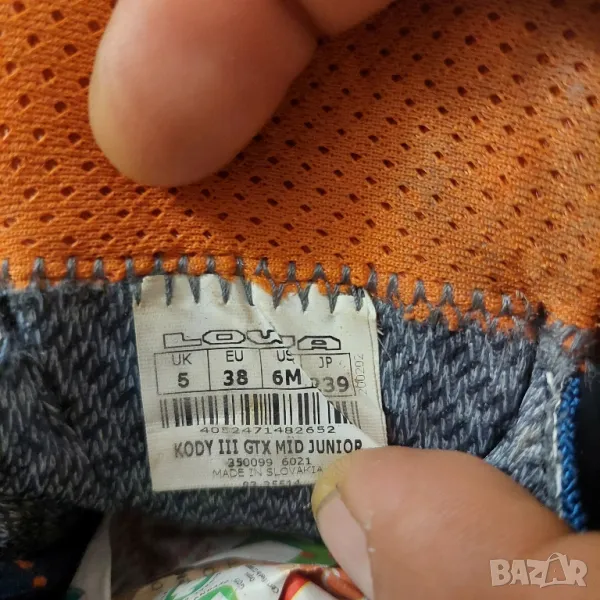 LOWA
UK EU US JP
5 38 6M 239
200202
4052471482652
KODY III GTX MID JUNIOR
350099 6021
MADE IN SLOVAKIA
BAZAR